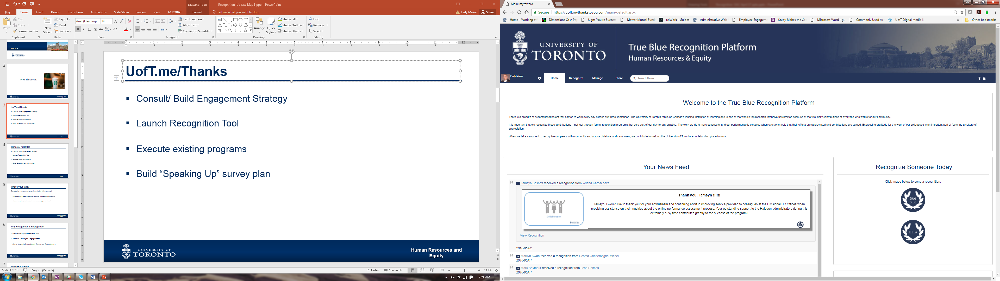 Drawing Tools
Recognition Update May 1.pptx - PowerPoint
File Home Insert Design Transitions Animations Slide Show Review View ACROBAT Format Tell me what you want to do... Fady Makar Share
Paste
Cut
Copy
Format Painter
Clipboard
New Slide
Layout
Reset
Section
Slides
Arial (Headings) 34
Font
Paragraph
Text Direction
Align Text
Convert to SmartArt
Arrange
Quick Styles
Shape Fill
Shape Outline
Shape Effects
Drawing
Find
Replace
Select
Editing
Spring, 2018
TORONTO
2
Free Starbucks?
3
UofT.me/Thanks
Consult/ Build Engagement Strategy
Launch Recognition Tool
Execute existing programs
Build "Speaking Up" survey plan
4
Mandate/ Priorities
Consult/ Build Engagement Strategy
Launch Recognition Tool
Execute existing programs
Build "Speaking Up" survey plan
5
What's your take?
Considering your experience and knowledge of the university
6
Why Recognition & Engagement
Maintain Employee satisfaction
Achieve Employee Engagement
Strive towards Exceptional Employee Experiences
7
Themes & Trends
1 2 3 4 5 6 7 8 9 10 11 12
UofT.me/Thanks
▪ Consult/ Build Engagement Strategy
▪ Launch Recognition Tool
▪ Execute existing programs
▪ Build “Speaking Up” survey plan
UNIVERSITY OF
TORONTO
Human Resources and
Equity
Slide 3 of 13 English (Canada) Notes Comments 113%
7:21 AM
Main: myreward
Secure https://uoft.mythankstoyou.com/main/default.aspx
Home - Working at Dimensions Of A Pa Signs You're Success Mawer Mutual Fund: re:Work - Guides Administrative Web Employee Engagem Study Makes the Ca Microsoft Word - gu Commonly Used Ac UofT Digital Media » Other bookmarks
UNIVERSITY OF
TORONTO
True Blue Recognition Platform
Human Resources & Equity
Fady Makar
Home Recognize Manage Store Search Items ?
Welcome to the True Blue Recognition Platform
There is a breadth of accomplished talent that comes to work every day across our three campuses. The University of Toronto ranks as Canada's leading institution of learning and is one of the world's top research-intensive universities because of the vital daily contributions of everyone who works for our community.
It is important that we recognize those contributions – not just through formal recognition programs, but as a part of our day-to-day practice. The work we do is more successful and our performance is elevated when everyone feels that their efforts are appreciated and contributions are valued. Expressing gratitude for the work of our colleagues is an important part of fostering a culture of
appreciation.
When we take a moment to recognize our peers within our units and across divisions and campuses, we contribute to making the University of Toronto an outstanding place to work.
Your News Feed
Tamsyn Boshoff received a recognition from Yelena Karpacheva
Thank you, Tamsyn !!!!!!
Tamsyn, I would like to thank you for your enthusiasm and continuing effort in improving service provided to colleagues at the Divisional HR Offices when
providing assistance on their inquiries about the online performance assessment process. Your outstanding support to the Halogen administrators during this
extremely busy time contributes greatly to the success of the program !
Collaboration
TORONTO
View Recognition
2018/05/02
Marilyn Kwan received a recognition from Desma Charlemagne-Michel
2018/05/01
Mark Seymour received a recognition from Lesa Holmes
2018/05/01
Recognize Someone Today
Click image below to send a recognition.
true
blue
ETIA